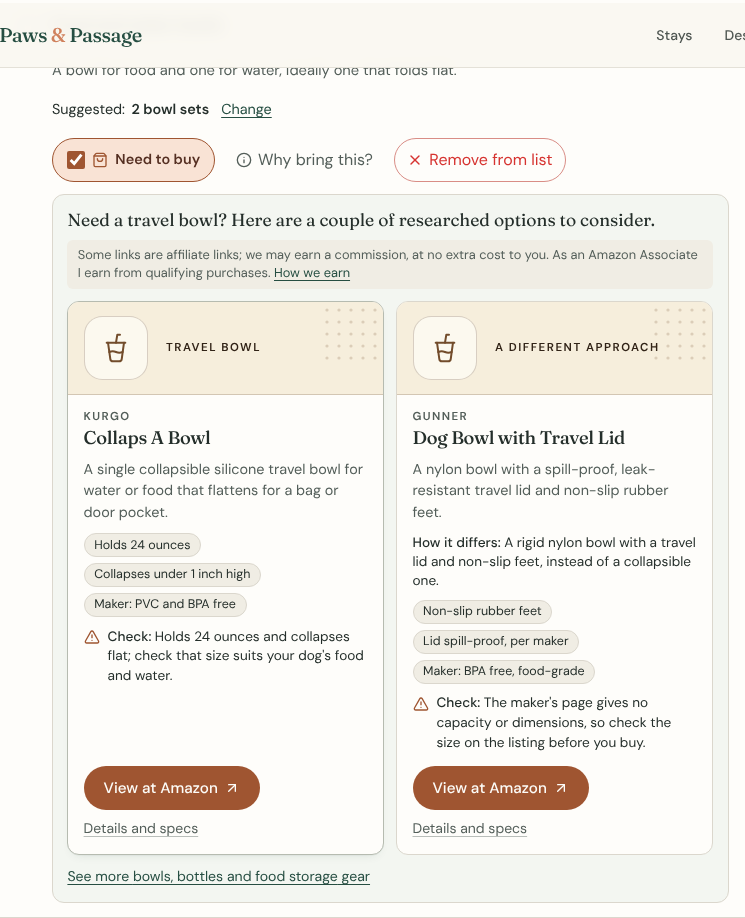 Paws & Passage
Stays
A bowl for food and one for water, ideally one that folds flat.
Suggested: 2 bowl sets Change
Need to buy
Why bring this?
Remove from list
Need a travel bowl? Here are a couple of researched options to consider.
Some links are affiliate links; we may earn a commission, at no extra cost to you. As an Amazon Associate
I earn from qualifying purchases. How we earn
TRAVEL BOWL
KURGO
Collaps A Bowl
A single collapsible silicone travel bowl for
water or food that flattens for a bag or
door pocket.
Holds 24 ounces
Collapses under 1 inch high
Maker: PVC and BPA free
Check: Holds 24 ounces and collapses
flat; check that size suits your dog's food
and water.
View at Amazon
Details and specs
A DIFFERENT APPROACH
GUNNER
Dog Bowl with Travel Lid
A nylon bowl with a spill-proof, leak-
resistant travel lid and non-slip rubber
feet.
How it differs: A rigid nylon bowl with a travel
lid and non-slip feet, instead of a collapsible
one.
Non-slip rubber feet
Lid spill-proof, per maker
Maker: BPA free, food-grade
Check: The maker's page gives no
capacity or dimensions, so check the
size on the listing before you buy.
View at Amazon
Details and specs
See more bowls, bottles and food storage gear